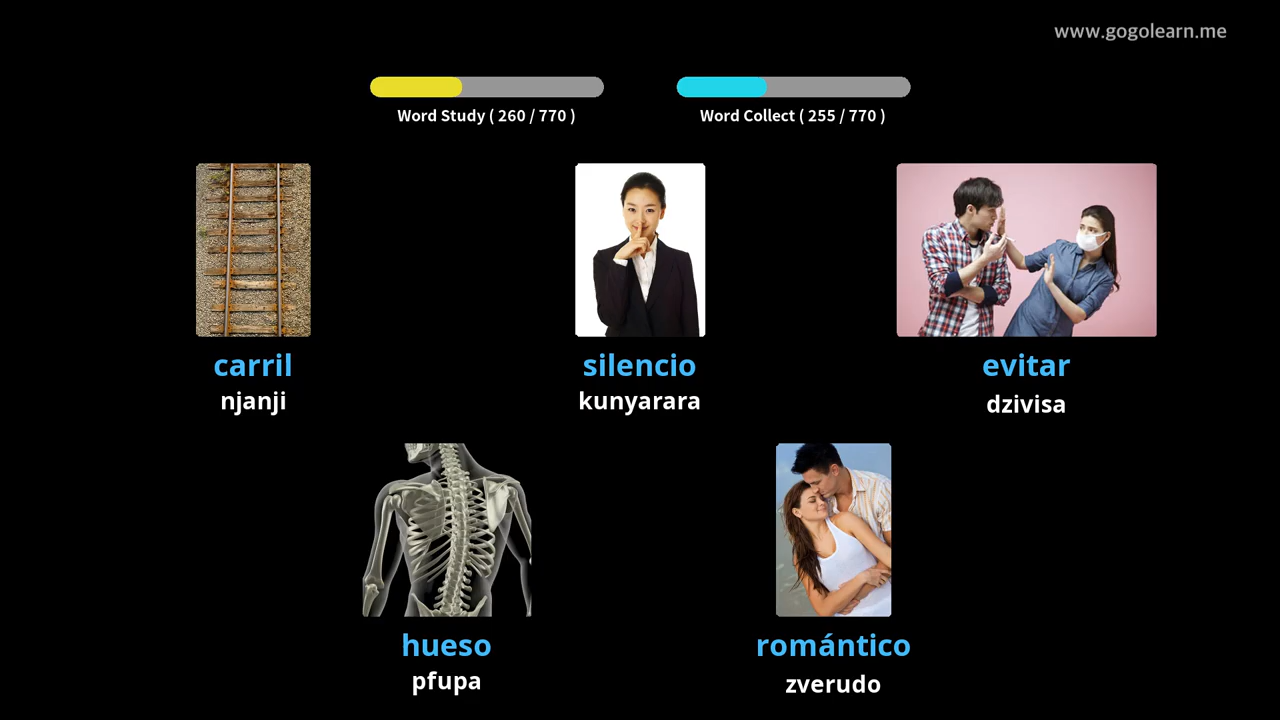 www.gogolearn.me
Word Study ( 260 / 770 )
Word Collect ( 255 / 770 )
carril
njanji
silencio
kunyarara
evitar
dzivisa
hueso
pfupa
romántico
zverudo